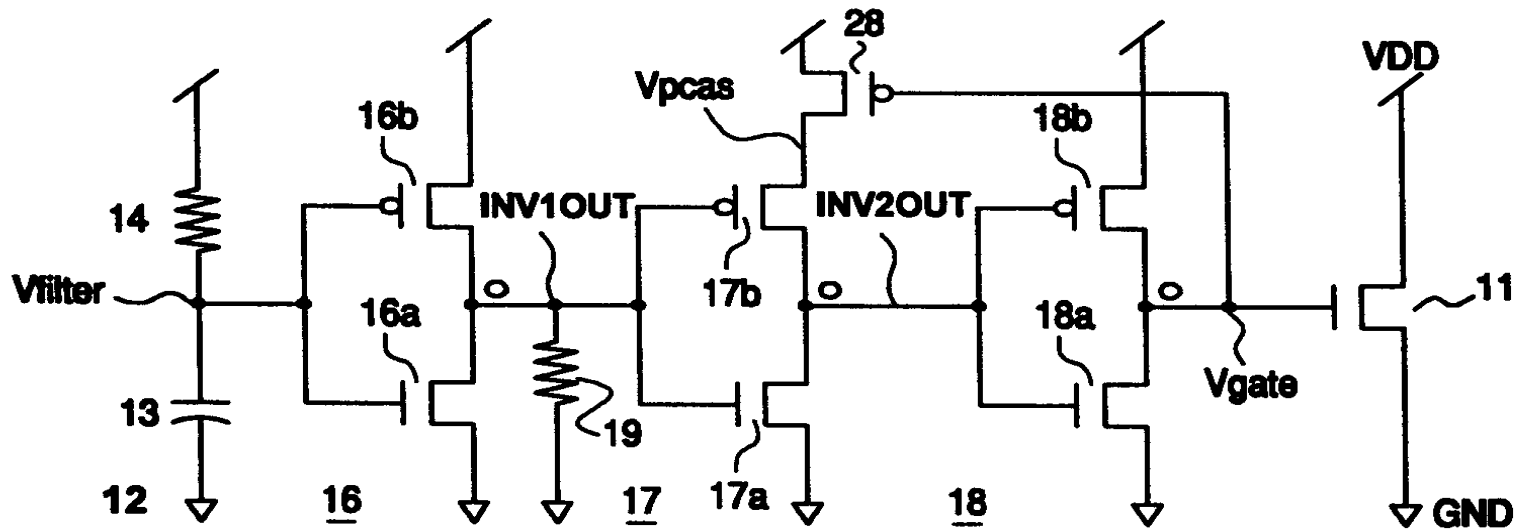 28
VDD
Vpcas
16b
18b
14
INV1OUT
INV2OUT
Vfilter
17b
11
16a
18a
Vgate
13
19
12
16
17
17a
18
GND